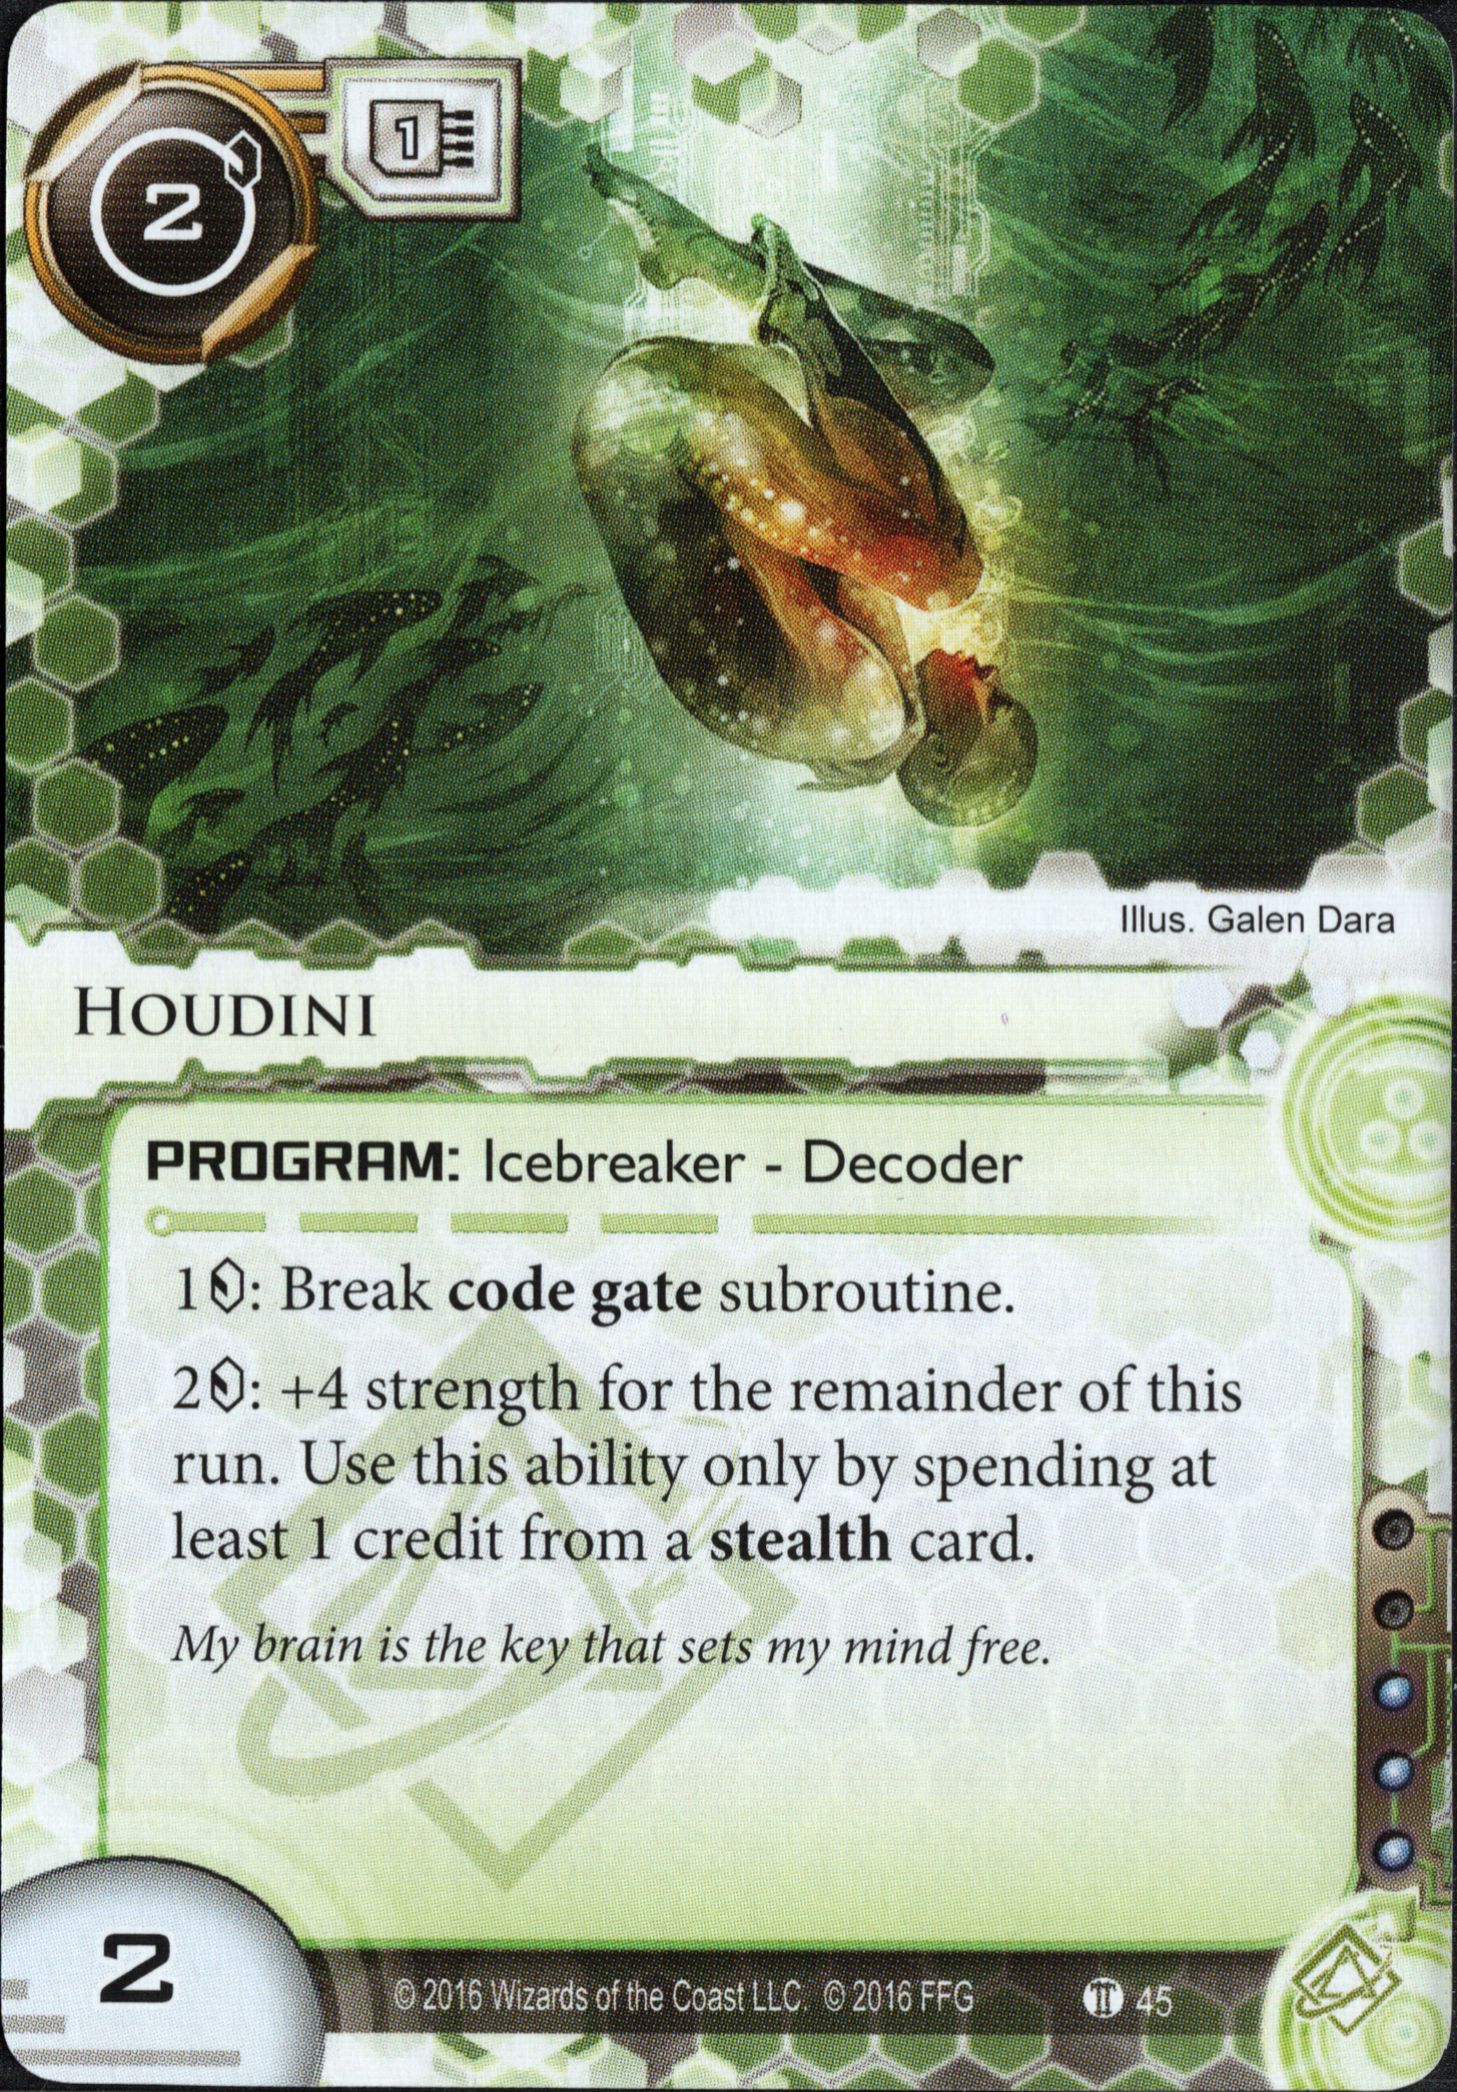 2
1
Illus. Galen Dara
Houdini
PROGRAM: Icebreaker - Decoder
1: Break code gate subroutine.
2: +4 strength for the remainder of this
run. Use this ability only by spending at
least 1 credit from a stealth card.
My brain is the key that sets my mind free.
2
© 2016 Wizards of the Coast LLC. © 2016 FFG
45